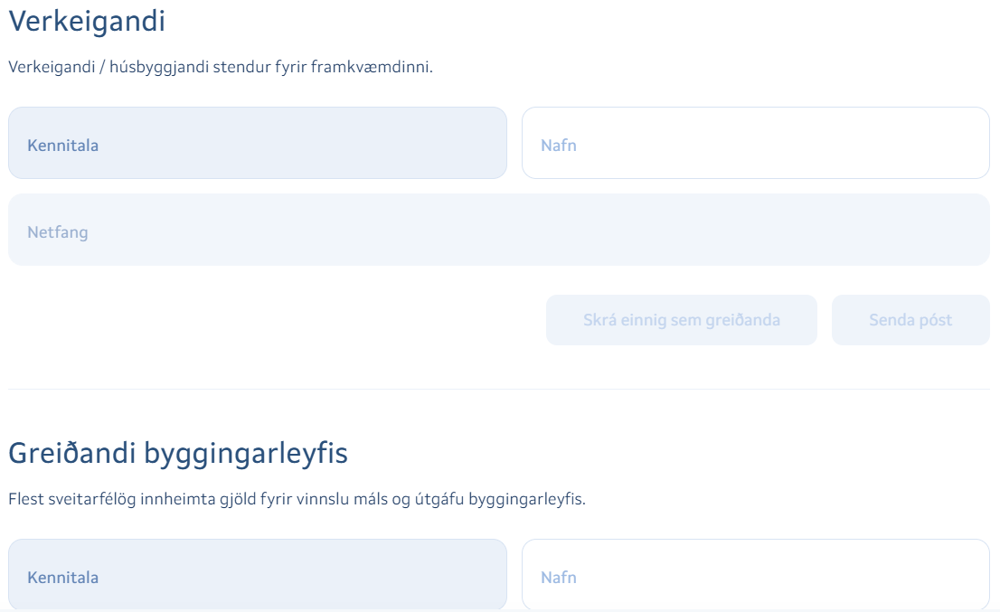 Verkeigandi
Verkeigandi / húsbyggjandi stendur fyrir framkvæmdinni.
Kennitala
Nafn
Netfang
Skrá einnig sem greiðanda
Senda póst
Greiðandi byggingarleyfis
Flest sveitarfélög innheimta gjöld fyrir vinnslu máls og útgáfu byggingarleyfis.
Kennitala
Nafn